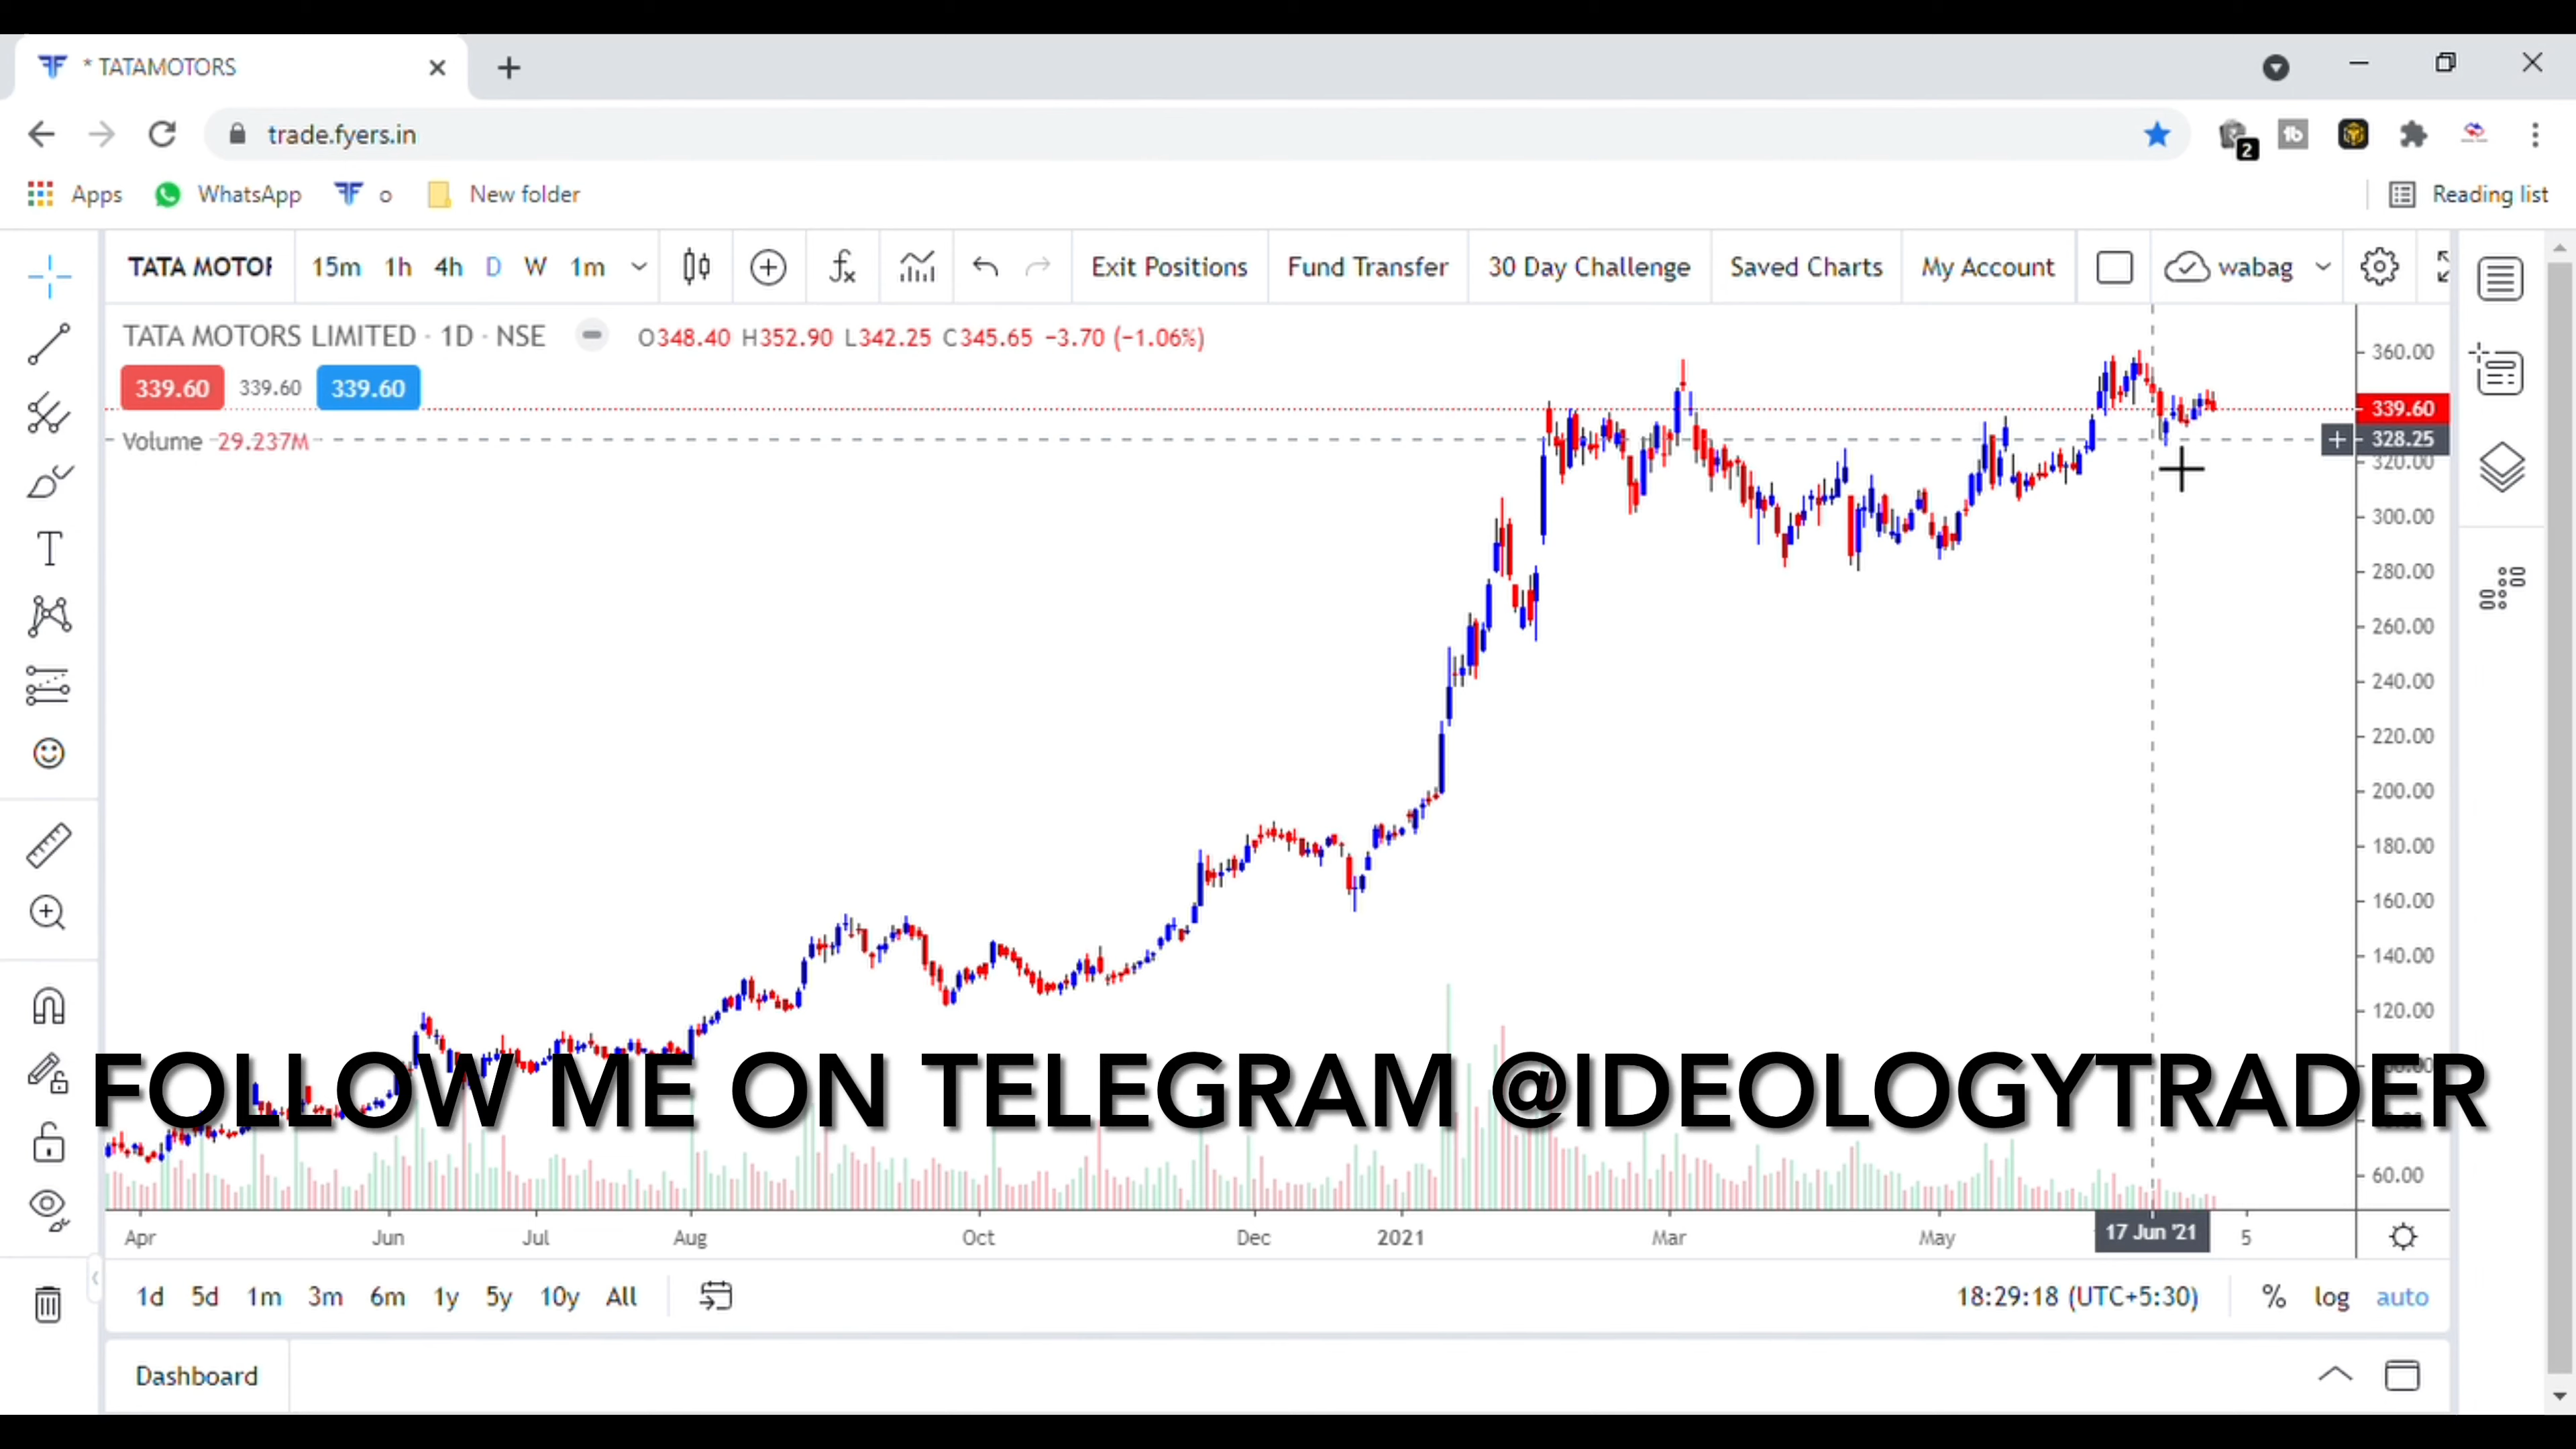 * TATAMOTORS
trade.fyers.in
2
Apps WhatsApp o New folder Reading list
TATA MOTOR 15m 1h 4h D W 1m Exit Positions Fund Transfer 30 Day Challenge Saved Charts My Account wabag
TATA MOTORS LIMITED · 1D · NSE O348.40 H352.90 L342.25 C345.65 −3.70 (−1.06%)
339.60 339.60 339.60
Volume 29.237M
360.00
339.60
328.25
320.00
300.00
280.00
260.00
240.00
220.00
200.00
180.00
160.00
140.00
120.00
FOLLOW ME ON TELEGRAM @IDEOLOGYTRADER
60.00
Apr Jun Jul Aug Oct Dec 2021 Mar May 17 Jun '21 5
1d 5d 1m 3m 6m 1y 5y 10y All 18:29:18 (UTC+5:30) % log auto
Dashboard